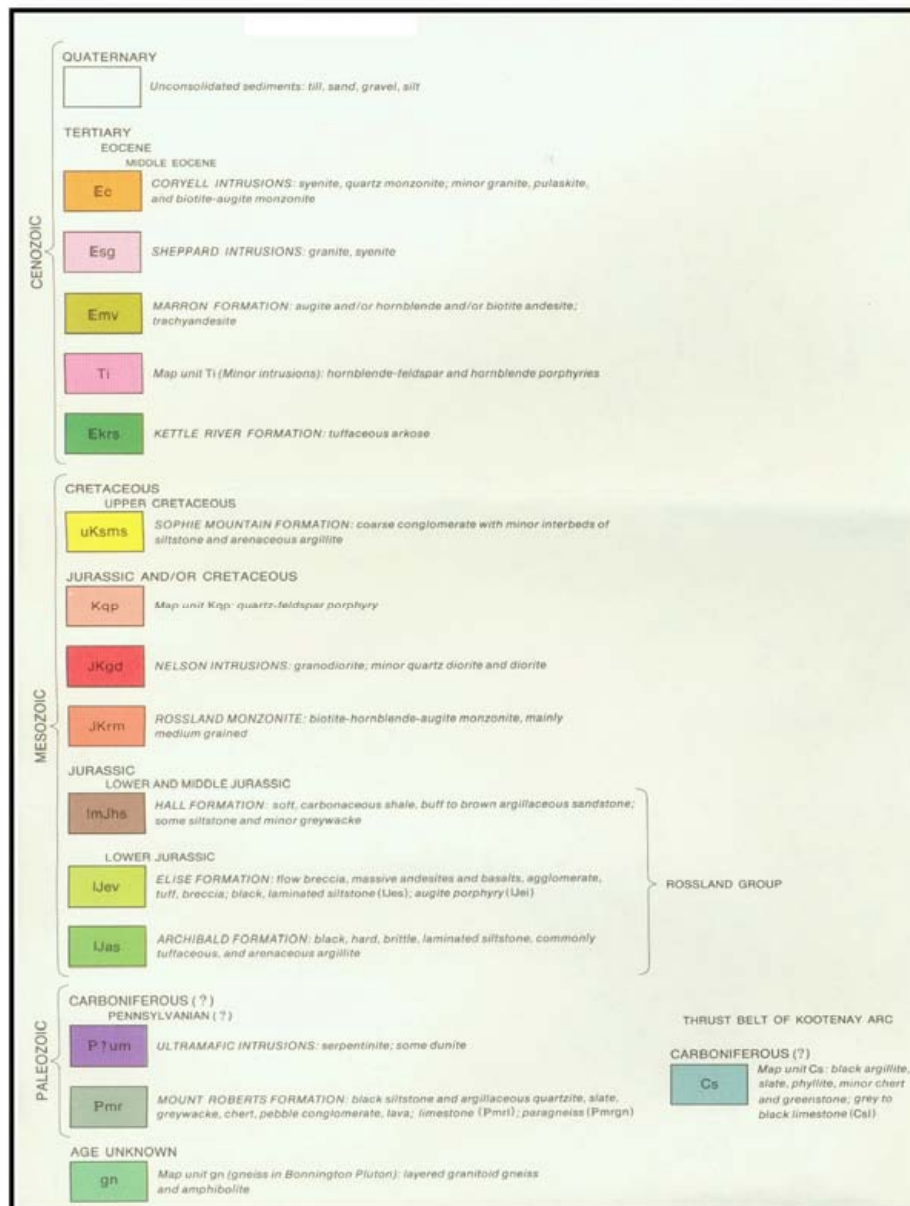 QUATERNARY
Unconsolidated sediments: till, sand, gravel, silt
TERTIARY
EOCENE
MIDDLE EOCENE
Ec
CORYELL INTRUSIONS: syenite, quartz monzonite; minor granite, pulaskite,
and biotite-augite monzonite
Esg
SHEPPARD INTRUSIONS: granite, syenite
CENOZOIC
Emv
MARRON FORMATION: augite and/or hornblende and/or biotite andesite;
trachyandesite
Ti
Map unit Ti (Minor intrusions): hornblende-feldspar and hornblende porphyries
Ekrs
KETTLE RIVER FORMATION: tuffaceous arkose
CRETACEOUS
UPPER CRETACEOUS
uKsms
SOPHIE MOUNTAIN FORMATION: coarse conglomerate with minor interbeds of
siltstone and arenaceous argillite
JURASSIC AND/OR CRETACEOUS
Kqp
Map unit Kqp: quartz-feldspar porphyry
JKgd
NELSON INTRUSIONS: granodiorite; minor quartz diorite and diorite
MESOZOIC
JKrm
ROSSLAND MONZONITE: biotite-hornblende-augite monzonite, mainly
medium grained
JURASSIC
LOWER AND MIDDLE JURASSIC
lmJhs
HALL FORMATION: soft, carbonaceous shale, buff to brown argillaceous sandstone;
some siltstone and minor greywacke
LOWER JURASSIC
lJev
ELISE FORMATION: flow breccia, massive andesites and basalts, agglomerate,
tuff, breccia; black, laminated siltstone (lJes); augite porphyry (lJei)
ROSSLAND GROUP
lJas
ARCHIBALD FORMATION: black, hard, brittle, laminated siltstone, commonly
tuffaceous, and arenaceous argillite
CARBONIFEROUS (?)
PENNSYLVANIAN (?)
PALEOZOIC
P?um
ULTRAMAFIC INTRUSIONS: serpentinite; some dunite
Pmr
MOUNT ROBERTS FORMATION: black siltstone and argillaceous quartzite, slate,
greywacke, chert, pebble conglomerate, lava; limestone (Pmrl); paragneiss (Pmrgn)
THRUST BELT OF KOOTENAY ARC
CARBONIFEROUS (?)
Cs
Map unit Cs: black argillite,
slate, phyllite, minor chert
and greenstone; grey to
black limestone (Csl)
AGE UNKNOWN
gn
Map unit gn (gneiss in Bonnington Pluton): layered granitoid gneiss
and amphibolite